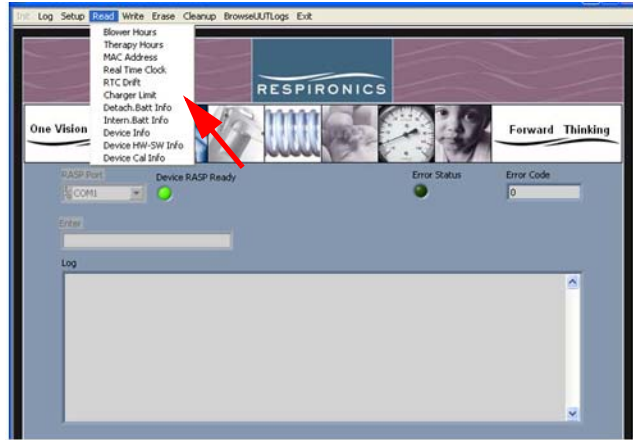 Init Log Setup Read Write Erase Cleanup BrowseUUTLogs Exit
Blower Hours
Therapy Hours
MAC Address
Real Time Clock
RTC Drift
Charger Limit
Detach.Batt Info
Intern.Batt Info
Device Info
Device HW-SW Info
Device Cal Info
RESPIRONICS
One Vision
Forward Thinking
RASP Port
Device RASP Ready
Error Status
Error Code
COM1
0
Enter
Log